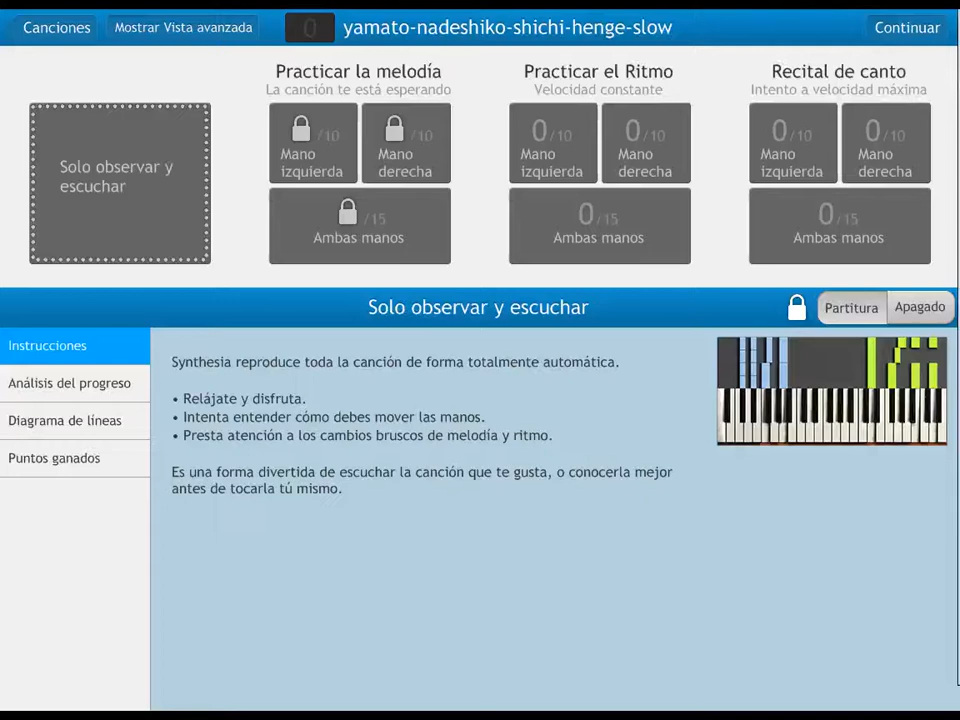 Canciones
Mostrar Vista avanzada
0
yamato-nadeshiko-shichi-henge-slow
Continuar
Solo observar y
escuchar
Practicar la melodía
La canción te está esperando
/10
Mano
izquierda
/10
Mano
derecha
/15
Ambas manos
Practicar el Ritmo
Velocidad constante
0/10
Mano
izquierda
0/10
Mano
derecha
0/15
Ambas manos
Recital de canto
Intento a velocidad máxima
0/10
Mano
izquierda
0/10
Mano
derecha
0/15
Ambas manos
Solo observar y escuchar
Partitura
Apagado
Instrucciones
Análisis del progreso
Diagrama de líneas
Puntos ganados
Synthesia reproduce toda la canción de forma totalmente automática.
• Relájate y disfruta.
• Intenta entender cómo debes mover las manos.
• Presta atención a los cambios bruscos de melodía y ritmo.
Es una forma divertida de escuchar la canción que te gusta, o conocerla mejor
antes de tocarla tú mismo.